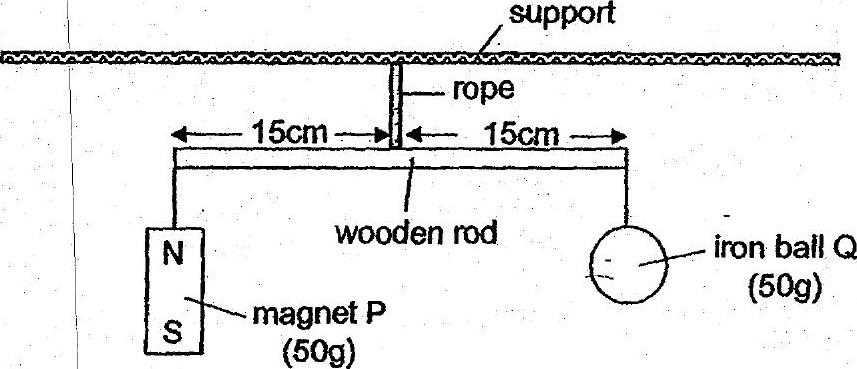 support
rope
15cm
15cm
wooden rod
N
S
magnet P
(50g)
iron ball Q
(50g)